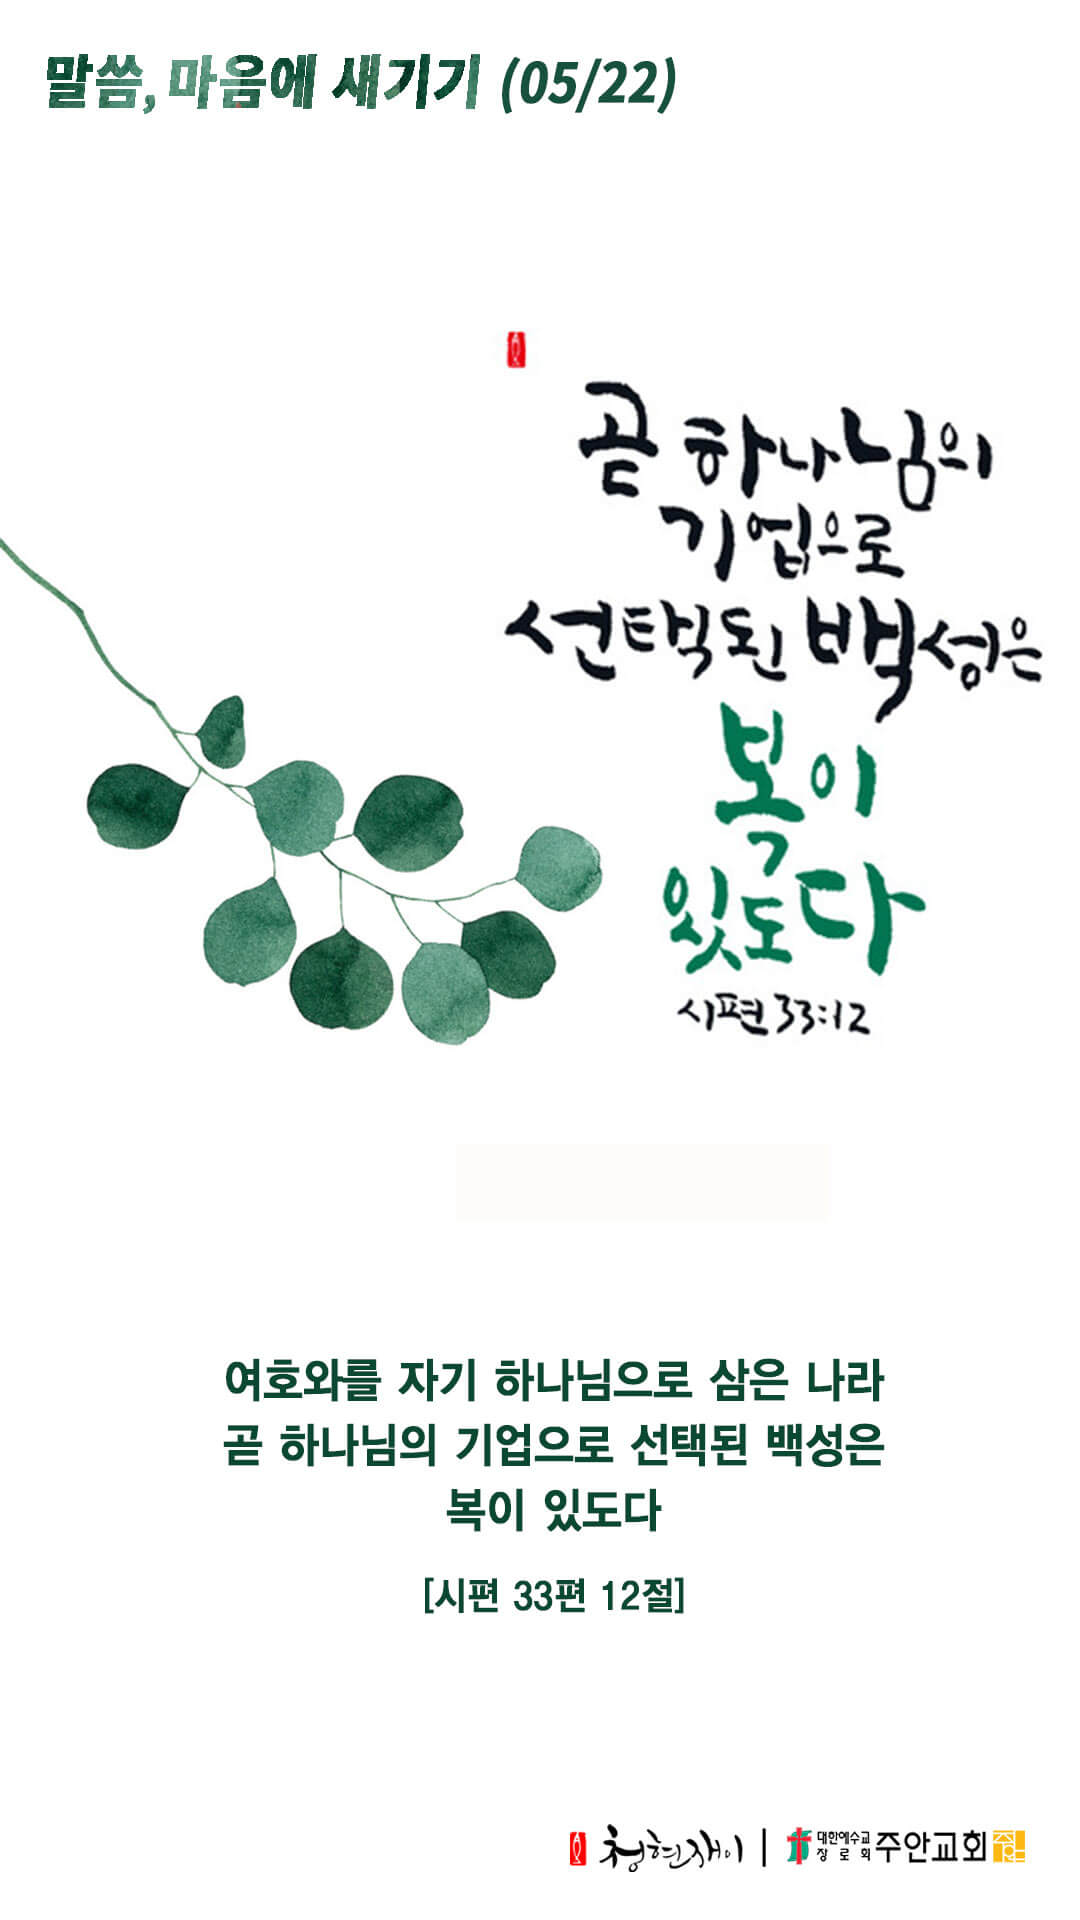 말씀, 마음에 새기기 (05/22)
곧 하나님의
기업으로
선택된 백성은
복이
있도다
시편 33:12
여호와를 자기 하나님으로 삼은 나라
곧 하나님의 기업으로 선택된 백성은
복이 있도다
[시편 33편 12절]
청현재이 | 대한예수교
장로회 주안교회